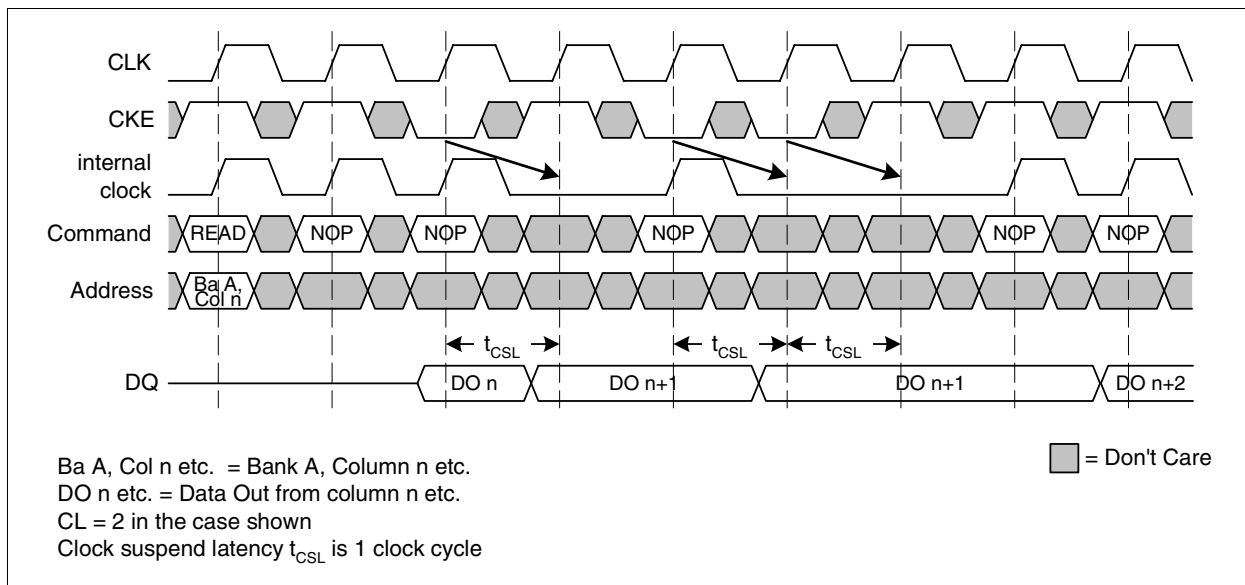 CLK
CKE
internal
clock
Command READ NOP NOP NOP NOP NOP
Address Ba A,
Col n
tCSL tCSL tCSL
DQ DO n DO n+1 DO n+1 DO n+2
Ba A, Col n etc. = Bank A, Column n etc.
DO n etc. = Data Out from column n etc.
CL = 2 in the case shown
Clock suspend latency tCSL is 1 clock cycle
= Don't Care